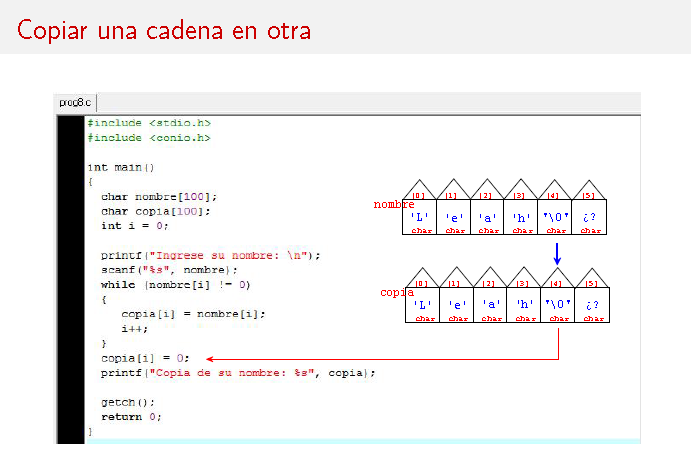 Copiar una cadena en otra
prog8.c
#include <stdio.h>
#include <conio.h>
int main()
{
char nombre[100];
char copia[100];
int i = 0;
printf("Ingrese su nombre: \n");
scanf("%s", nombre);
while (nombre[i] != 0)
{
copia[i] = nombre[i];
i++;
}
copia[i] = 0;
printf("Copia de su nombre: %s", copia);
getch();
return 0;
}
[0] [1] [2] [3] [4] [5]
nombre
'L' 'e' 'a' 'h' "\0" ¿?
char char char char char char
[0] [1] [2] [3] [4] [5]
copia
'L' 'e' 'a' 'h' "\0" ¿?
char char char char char char